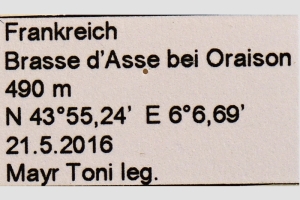 Frankreich
Brasse d'Asse bei Oraison
490 m
N 43°55,24' E 6°6,69'
21.5.2016
Mayr Toni leg.